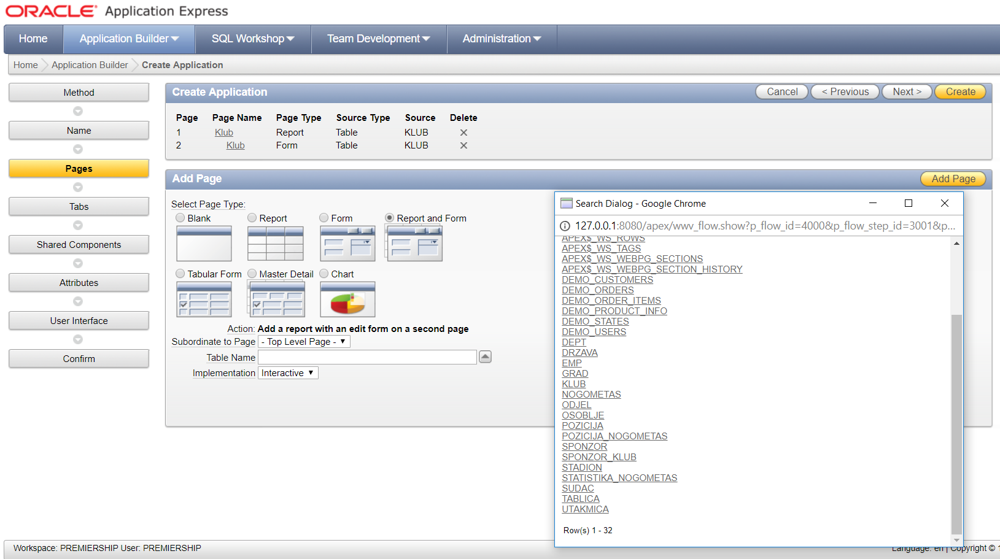 ORACLE® Application Express
Home Application Builder SQL Workshop Team Development Administration
Home Application Builder Create Application
Method
Name
Pages
Tabs
Shared Components
Attributes
User Interface
Confirm
Create Application Cancel < Previous Next > Create
Page Page Name Page Type Source Type Source Delete
1 Klub Report Table KLUB
2 Klub Form Table KLUB
Add Page Add Page
Select Page Type:
Blank Report Form Report and Form
Tabular Form Master Detail Chart
Action: Add a report with an edit form on a second page
Subordinate to Page - Top Level Page -
Table Name
Implementation Interactive
Search Dialog - Google Chrome
127.0.0.1:8080/apex/wwv_flow.show?p_flow_id=4000&p_flow_step_id=3001&p...
APEX$_WS_ROWS
APEX$_WS_TAGS
APEX$_WS_WEBPG_SECTIONS
APEX$_WS_WEBPG_SECTION_HISTORY
DEMO_CUSTOMERS
DEMO_ORDERS
DEMO_ORDER_ITEMS
DEMO_PRODUCT_INFO
DEMO_STATES
DEMO_USERS
DEPT
DRZAVA
EMP
GRAD
KLUB
NOGOMETAS
ODJEL
OSOBLJE
POZICIJA
POZICIJA_NOGOMETAS
SPONZOR
SPONZOR_KLUB
STADION
STATISTIKA_NOGOMETAS
SUDAC
TABLICA
UTAKMICA
Row(s) 1 - 32
Workspace: PREMIERSHIP User: PREMIERSHIP
Language: en | Copyright © 1